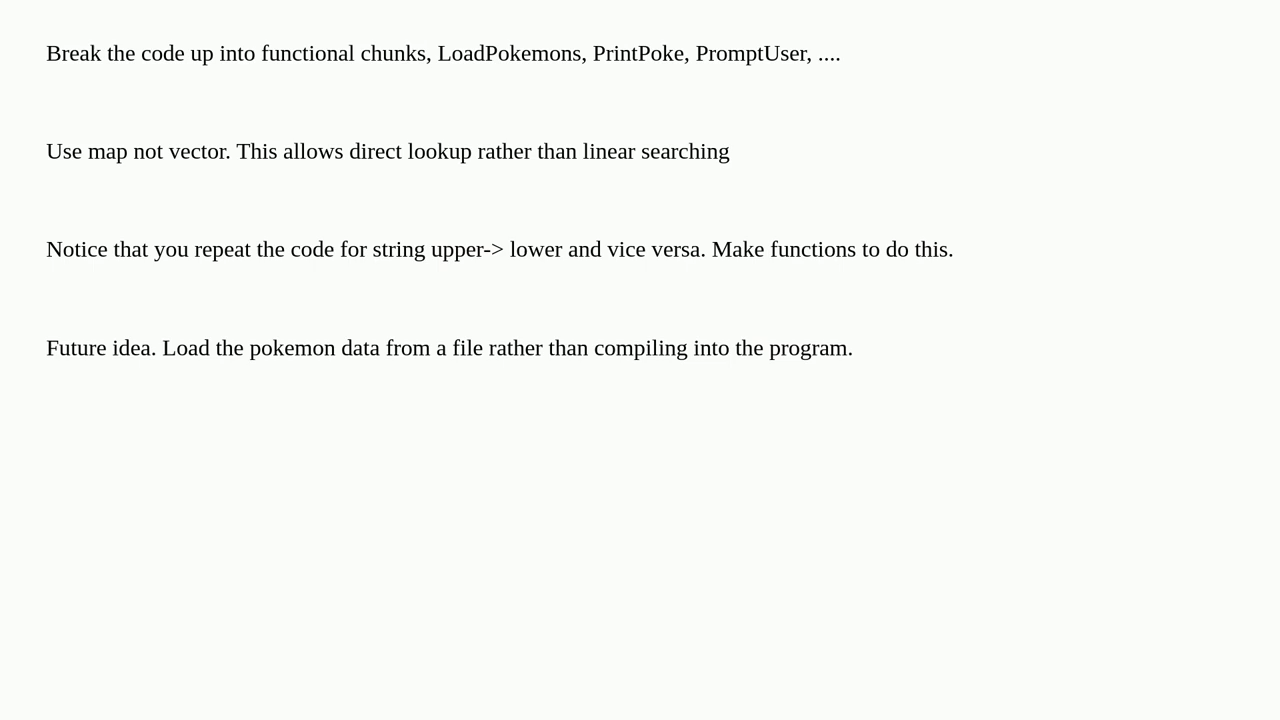 Break the code up into functional chunks, LoadPokemons, PrintPoke, PromptUser, ....
Use map not vector. This allows direct lookup rather than linear searching
Notice that you repeat the code for string upper-> lower and vice versa. Make functions to do this.
Future idea. Load the pokemon data from a file rather than compiling into the program.